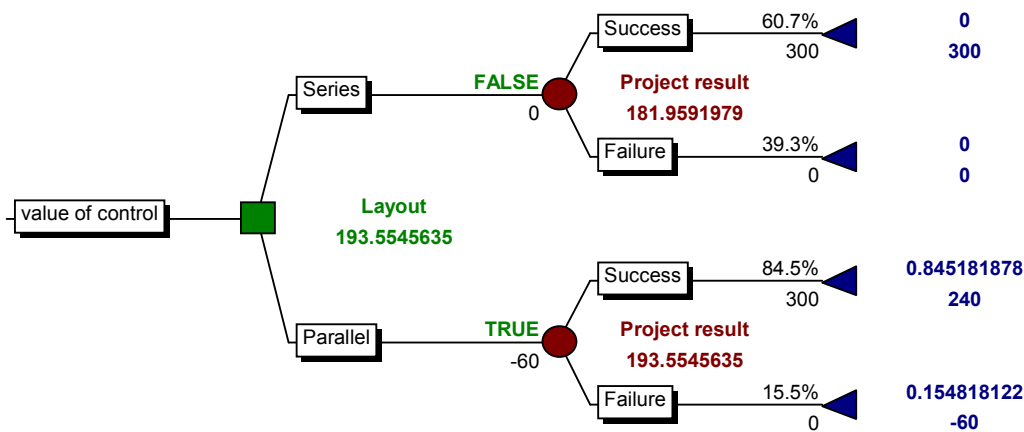 Success
60.7%
300
0
300
Series
FALSE
0
Project result
181.9591979
Failure
39.3%
0
0
0
value of control
Layout
193.5545635
Success
84.5%
300
0.845181878
240
Parallel
TRUE
-60
Project result
193.5545635
Failure
15.5%
0
0.154818122
-60